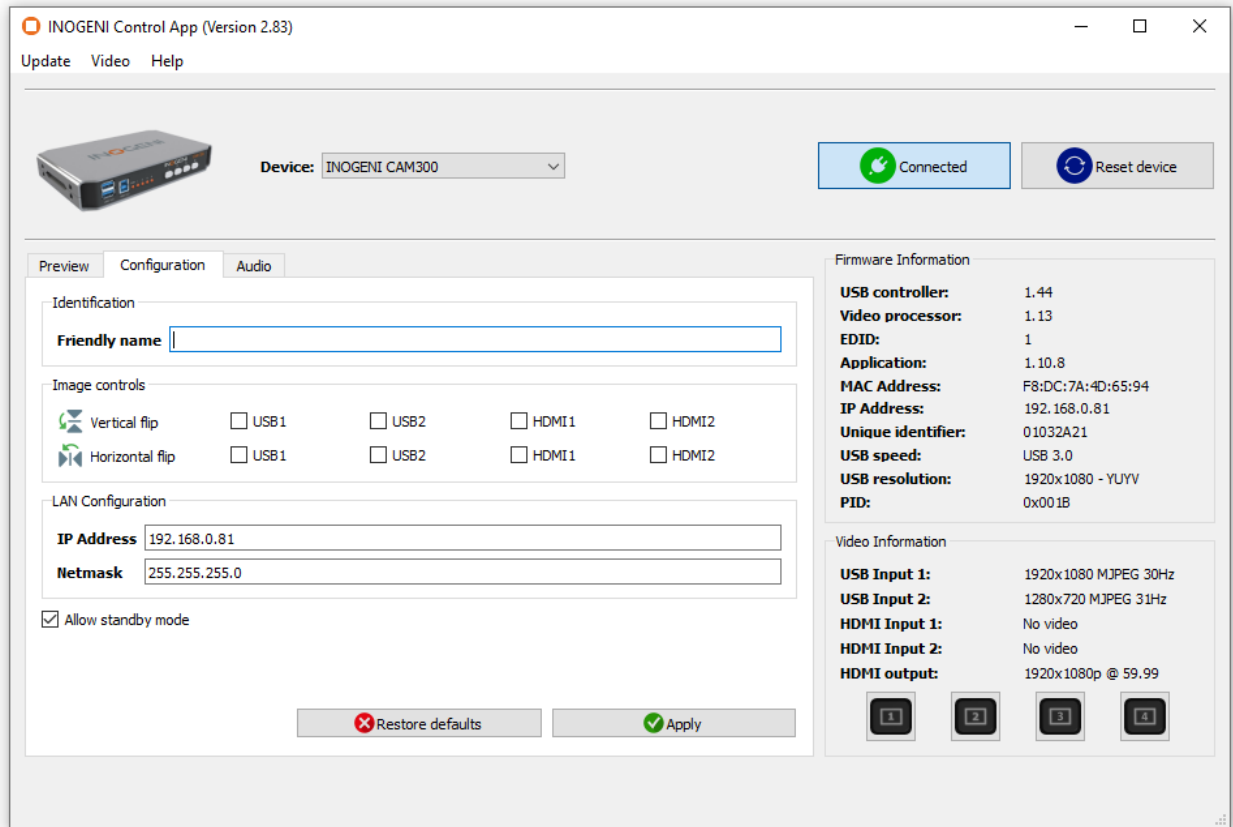 INOGENI Control App (Version 2.83)
Update Video Help
INOGENI
Device: INOGENI CAM300
Connected
Reset device
Preview Configuration Audio
Identification
Friendly name
Image controls
Vertical flip USB1 USB2 HDMI1 HDMI2
Horizontal flip USB1 USB2 HDMI1 HDMI2
LAN Configuration
IP Address 192.168.0.81
Netmask 255.255.255.0
Allow standby mode
Restore defaults
Apply
Firmware Information
USB controller: 1.44
Video processor: 1.13
EDID: 1
Application: 1.10.8
MAC Address: F8:DC:7A:4D:65:94
IP Address: 192.168.0.81
Unique identifier: 01032A21
USB speed: USB 3.0
USB resolution: 1920x1080 - YUYV
PID: 0x001B
Video Information
USB Input 1: 1920x1080 MJPEG 30Hz
USB Input 2: 1280x720 MJPEG 31Hz
HDMI Input 1: No video
HDMI Input 2: No video
HDMI output: 1920x1080p @ 59.99
1 2 3 4